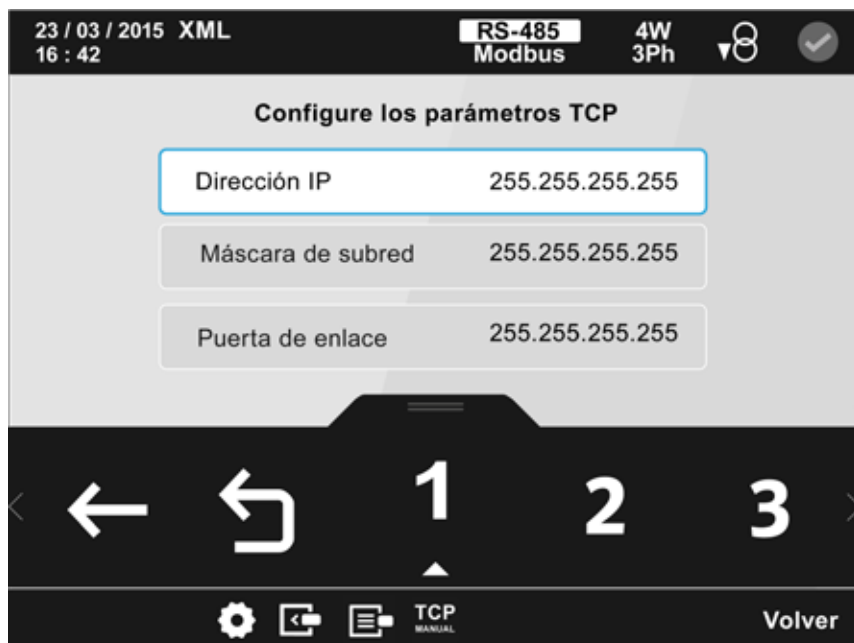 23 / 03 / 2015 XML RS-485 4W
16 : 42 Modbus 3Ph
Configure los parámetros TCP
Dirección IP 255.255.255.255
Máscara de subred 255.255.255.255
Puerta de enlace 255.255.255.255
1 2 3
TCP
MANUAL
Volver